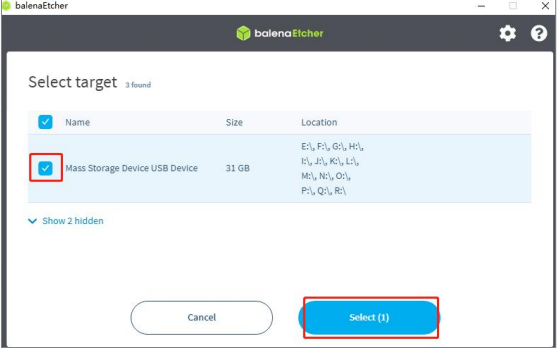 balenaEtcher
balenaEtcher
Select target 3 found
Name Size Location
Mass Storage Device USB Device 31 GB E:\, F:\, G:\, H:\,
I:\, J:\, K:\, L:\,
M:\, N:\, O:\,
P:\, Q:\, R:\
Show 2 hidden
Cancel Select (1)